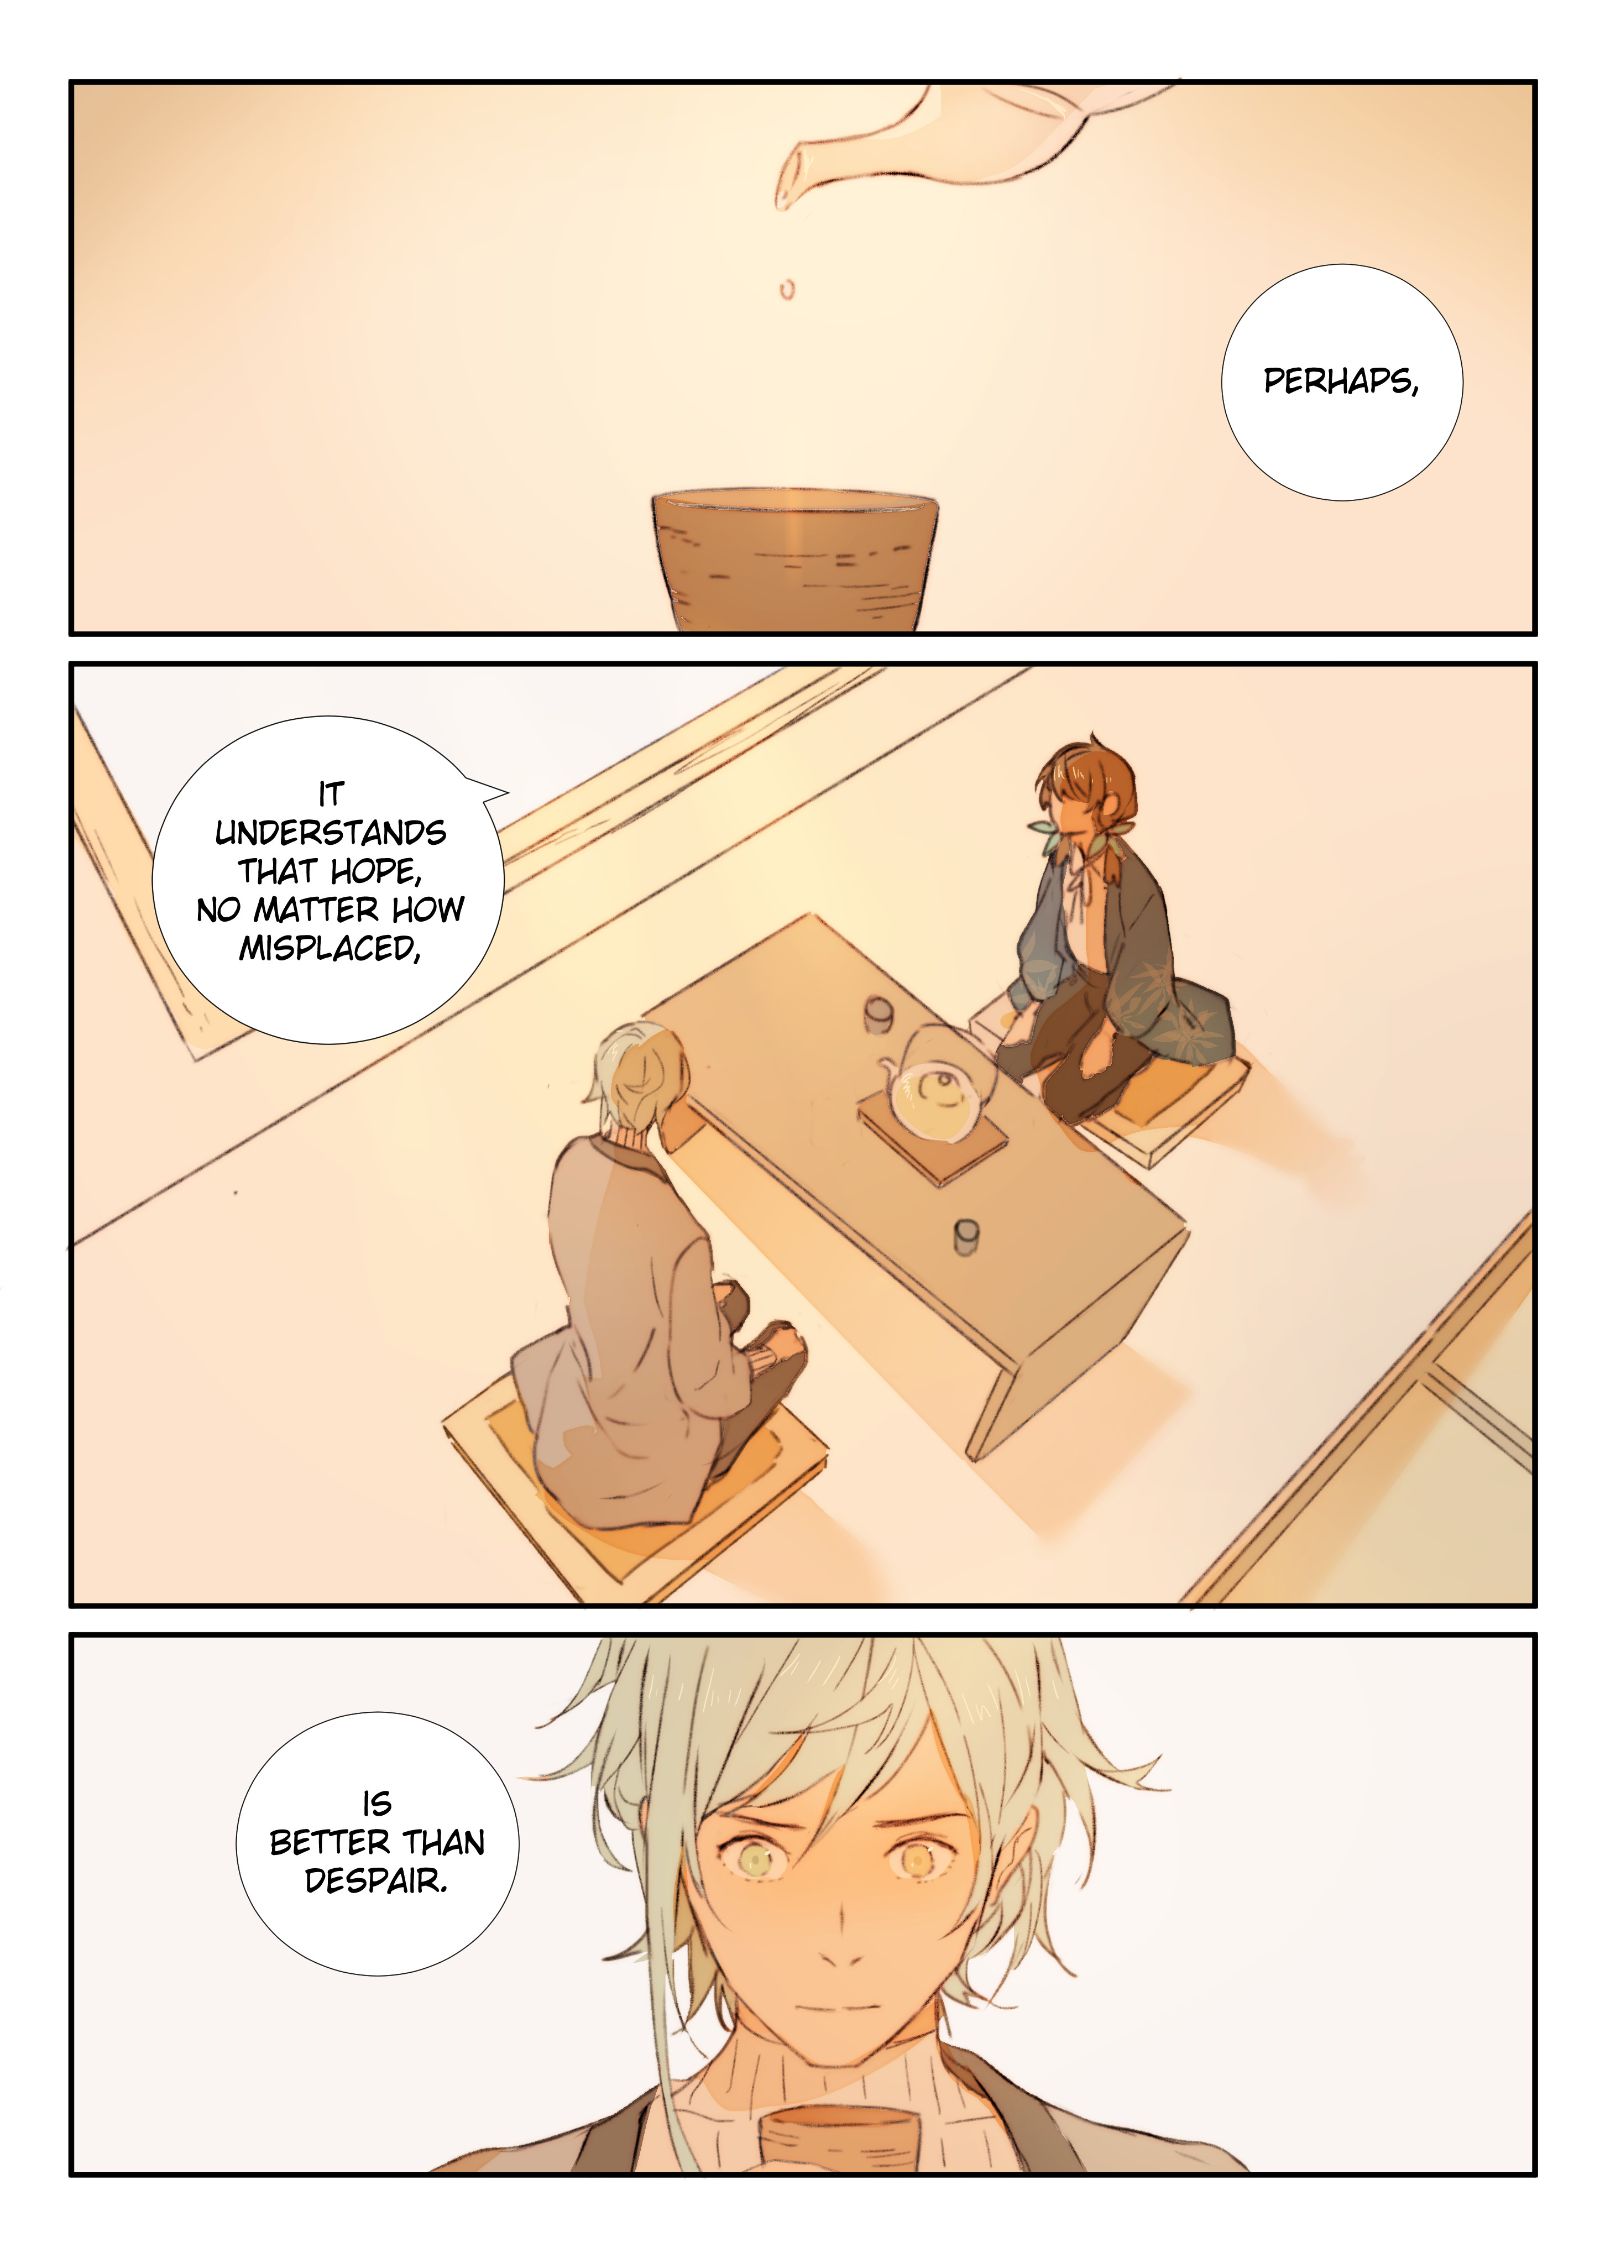 PERHAPS,
IT
UNDERSTANDS
THAT HOPE,
NO MATTER HOW
MISPLACED,
IS
BETTER THAN
DESPAIR.